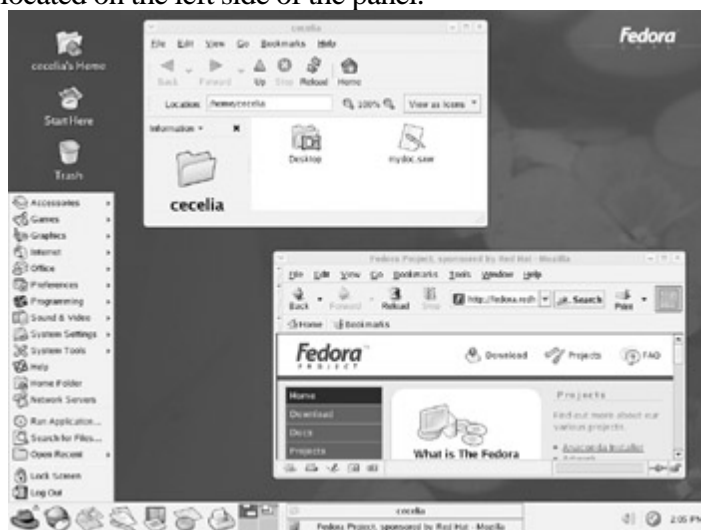 located on the left side of the panel.
cecelia
File Edit View Go Bookmarks Help
Back Forward Up Stop Reload Home
Location: /home/cecelia 100% View as Icons
Information
Desktop
mydoc.sxw
cecelia
cecelia's Home
Start Here
Trash
Fedora
Accessories
Games
Graphics
Internet
Office
Preferences
Programming
Sound & Video
System Settings
System Tools
Help
Home Folder
Network Servers
Run Application...
Search for Files...
Open Recent
Lock Screen
Log Out
Fedora Project, sponsored by Red Hat - Mozilla
File Edit View Go Bookmarks Tools Window Help
Back Forward Reload Stop http://fedora.redh Search Print
Home Bookmarks
Fedora
PROJECT
Download Projects FAQ
Home
Download
Docs
Projects
What is The Fedora
Projects
Find out more about our
various projects.
Anaconda Installer
cecelia
Fedora Project, sponsored by Red Hat - Mozilla
2:05 PM